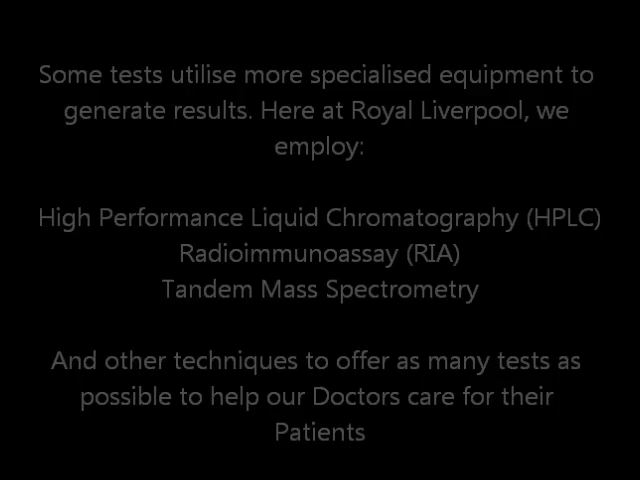 Some tests utilise more specialised equipment to
generate results. Here at Royal Liverpool, we
employ:
High Performance Liquid Chromatography (HPLC)
Radioimmunoassay (RIA)
Tandem Mass Spectrometry
And other techniques to offer as many tests as
possible to help our Doctors care for their
Patients